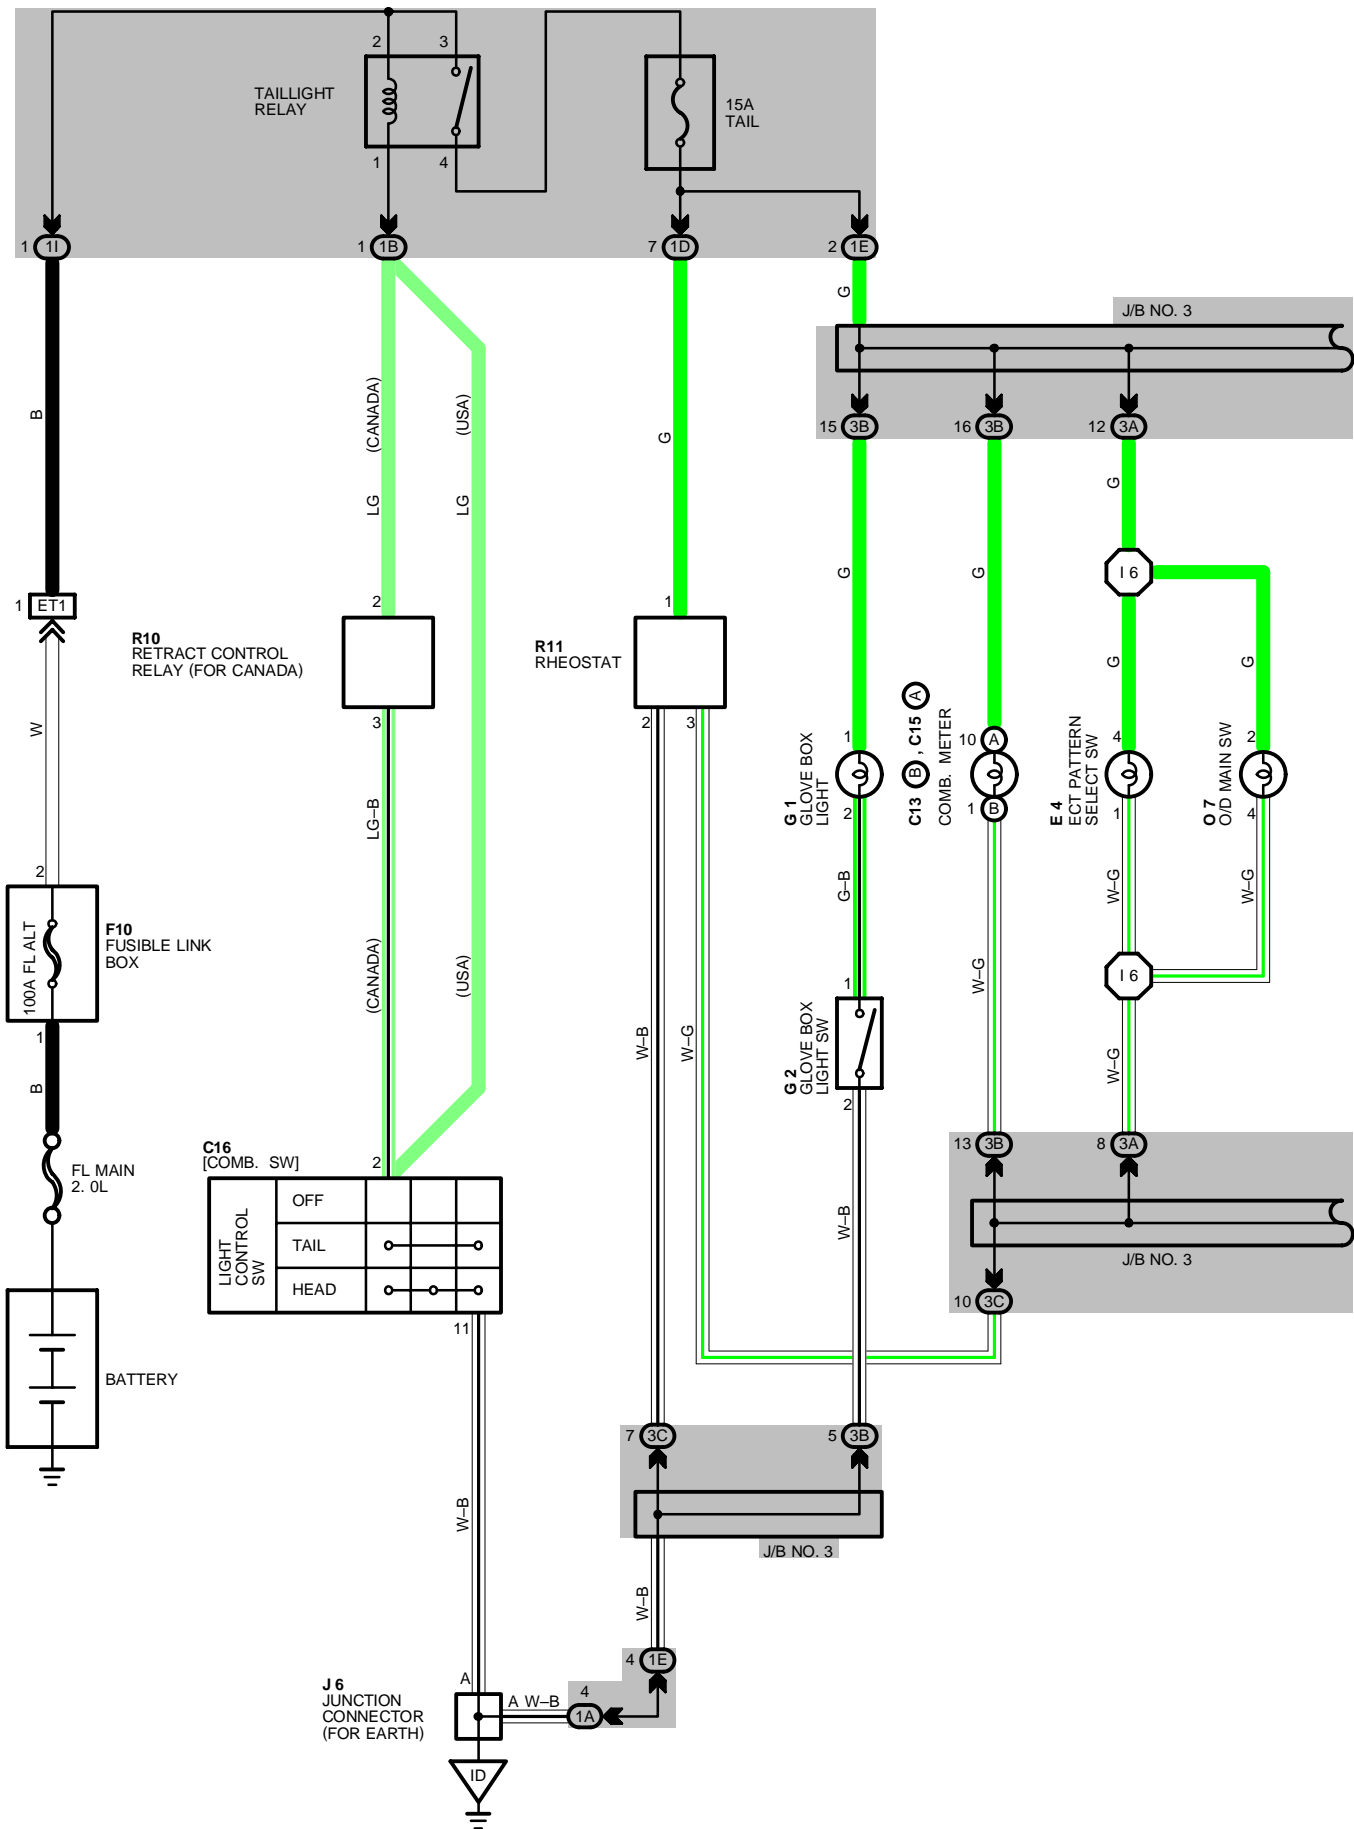 2
3
TAILLIGHT
RELAY
15A
TAIL
1
4
1 1I
1 1B
7 1D
2 1E
G
J/B NO. 3
B
(CANADA)
(USA)
G
15 3B
16 3B
12 3A
LG
LG
G
G
G
I 6
1 ET1
2
1
R10
RETRACT CONTROL
RELAY (FOR CANADA)
R11
RHEOSTAT
G
G
W
3
2
3
C13 B , C15 A
COMB. METER
1
10 A
4
2
G 1
GLOVE BOX
LIGHT
E 4
ECT PATTERN
SELECT SW
O 7
O/D MAIN SW
2
1 B
1
4
LG–B
G–B
W–G
W–G
2
100A FL ALT
F10
FUSIBLE LINK
BOX
(CANADA)
(USA)
W–G
1
I 6
1
B
W–B
W–G
G 2
GLOVE BOX
LIGHT SW
W–G
2
FL MAIN
2. 0L
C16
[COMB. SW]
2
13 3B
8 3A
LIGHT
CONTROL
SW
OFF
TAIL
HEAD
W–B
J/B NO. 3
10 3C
11
BATTERY
7 3C
5 3B
W–B
J/B NO. 3
W–B
4 1E
J 6
JUNCTION
CONNECTOR
(FOR EARTH)
A
A W–B
4
1A
ID